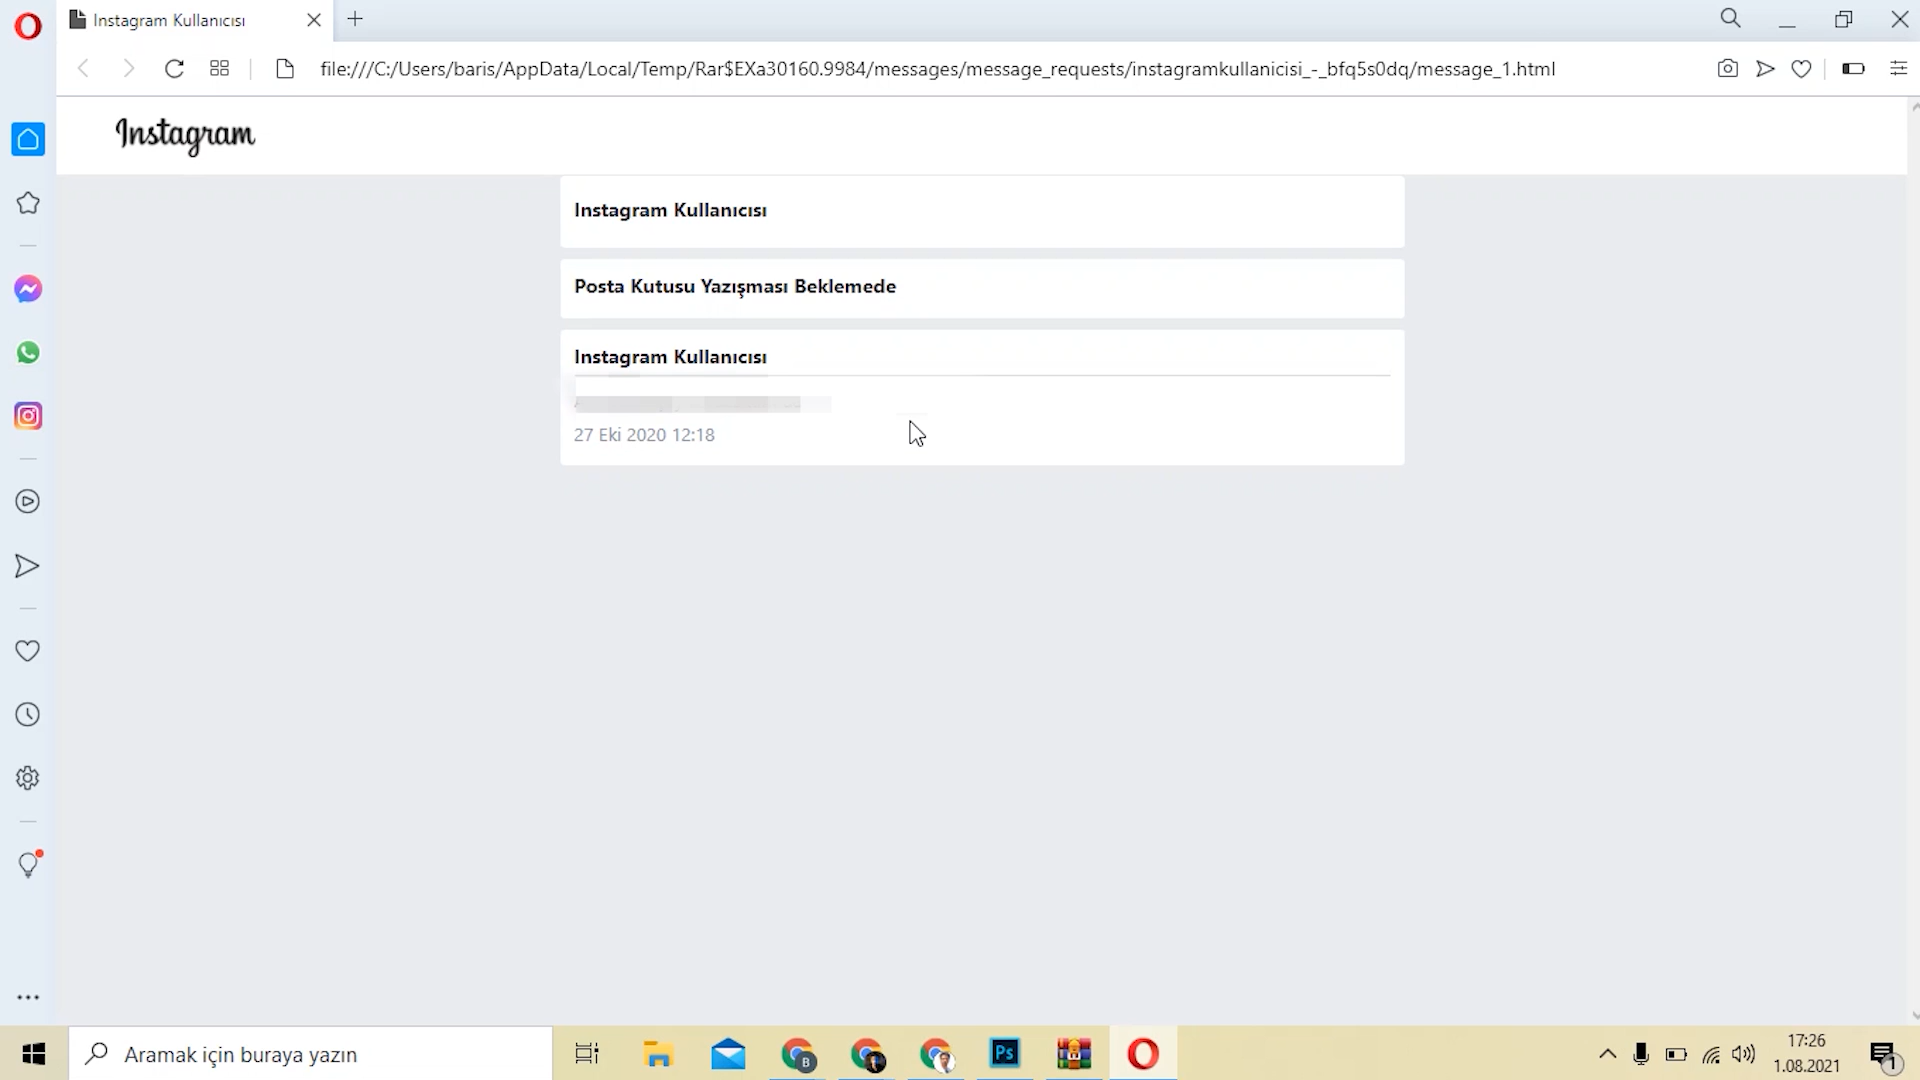 Instagram Kullanıcısı
file:///C:/Users/baris/AppData/Local/Temp/Rar$EXa30160.9984/messages/message_requests/instagramkullanicisi_-_bfq5s0dq/message_1.html
Instagram
Instagram Kullanıcısı
Posta Kutusu Yazışması Beklemede
Instagram Kullanıcısı
27 Eki 2020 12:18
Aramak için buraya yazın
B
Ps
17:26
1.08.2021
1